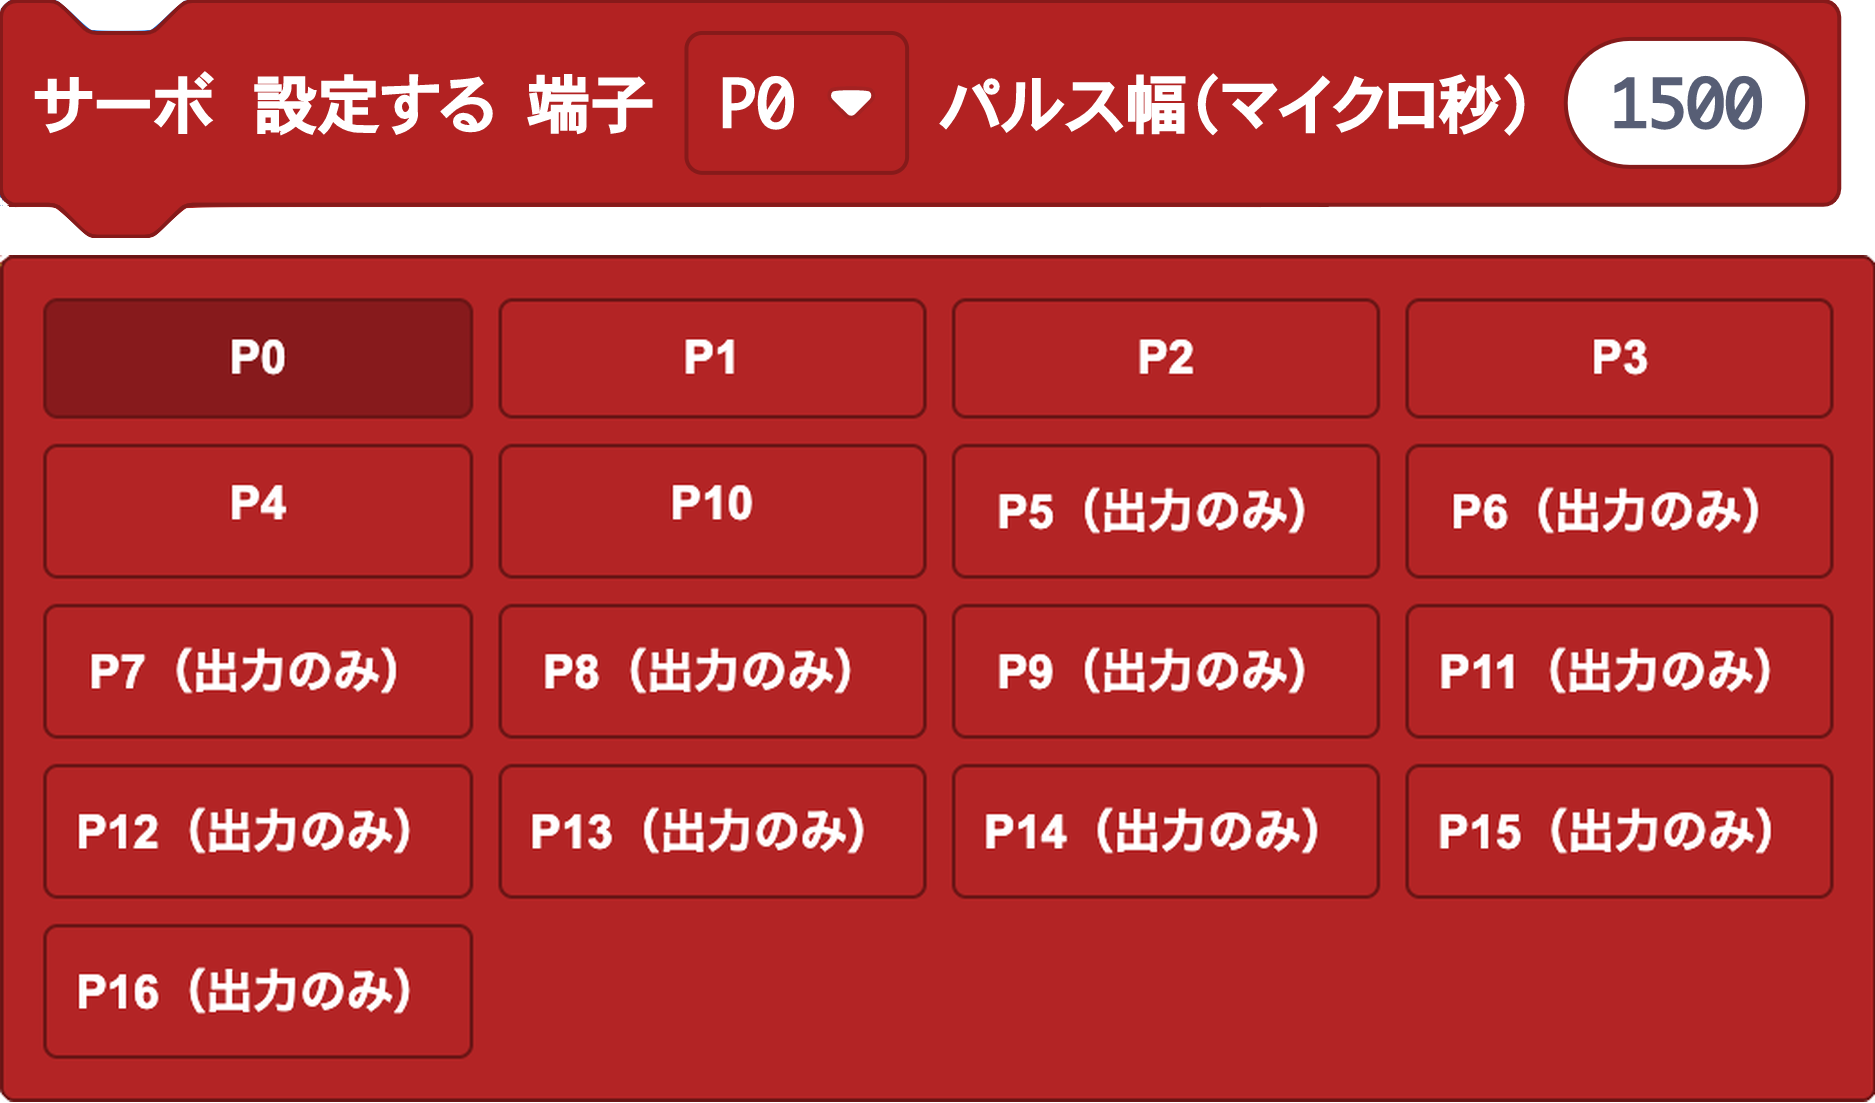 サーボ 設定する 端子 P0 パルス幅(マイクロ秒) 1500
P0 P1 P2 P3
P4 P10 P5（出力のみ） P6（出力のみ）
P7（出力のみ） P8（出力のみ） P9（出力のみ） P11（出力のみ）
P12（出力のみ） P13（出力のみ） P14（出力のみ） P15（出力のみ）
P16（出力のみ）